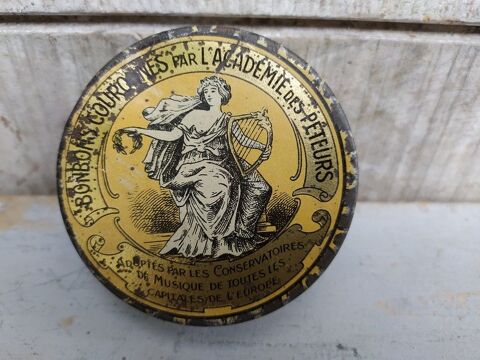 BONBONS COURONNÉS PAR L'ACADÉMIE DES PÉTEURS
ADOPTÉS PAR LES CONSERVATOIRES
DE MUSIQUE DE TOUTES LES
CAPITALES DE L'EUROPE